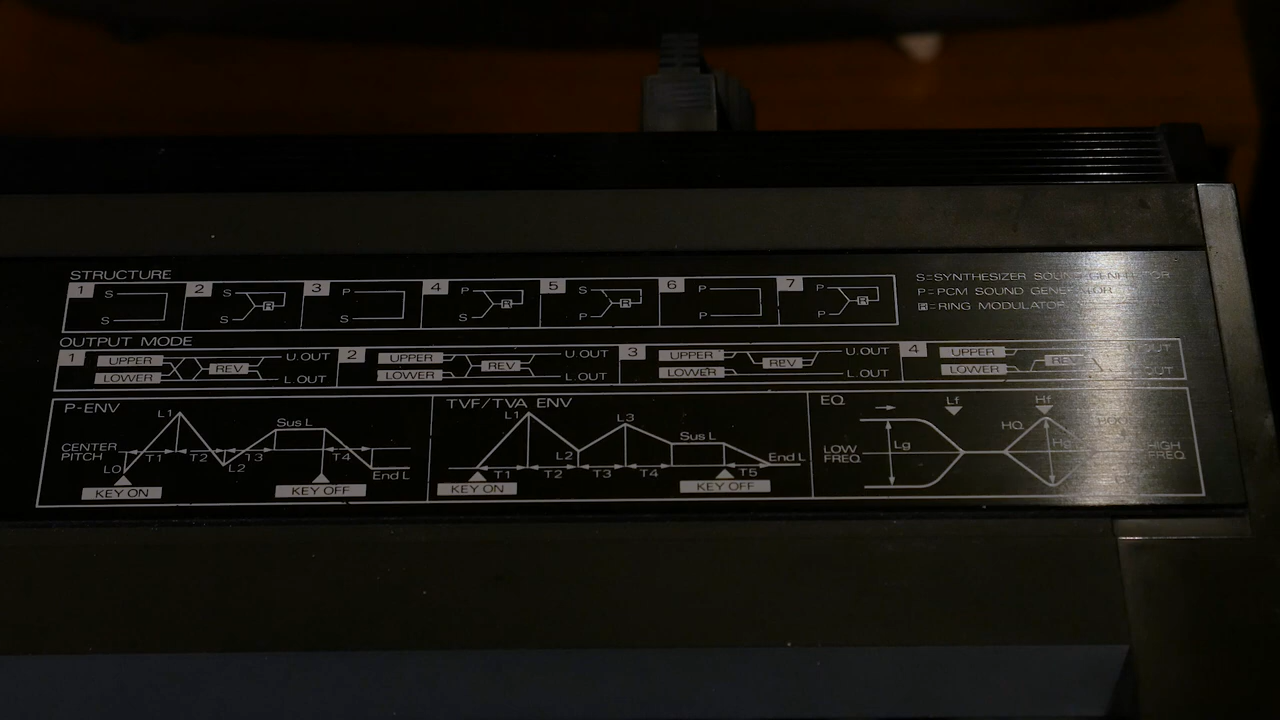 STRUCTURE
1 S S
2 S S R
3 P S
4 P S R
5 S P R
6 P P
7 P P R
S=SYNTHESIZER SOUND GENERATOR
P=PCM SOUND GENERATOR
R=RING MODULATOR
OUTPUT MODE
1 UPPER LOWER REV U.OUT L.OUT
2 UPPER LOWER REV U.OUT L.OUT
3 UPPER LOWER REV U.OUT L.OUT
4 UPPER LOWER REV OUT OUT
P-ENV
CENTER
PITCH
L0 L1 L2 Sus L End L
T1 T2 T3 T4
KEY ON KEY OFF
TVF/TVA ENV
L1 L2 L3 Sus L End L
T1 T2 T3 T4 T5
KEY ON KEY OFF
EQ
Lf Hf
LOW
FREQ
Lg HQ Hg
HIGH
FREQ